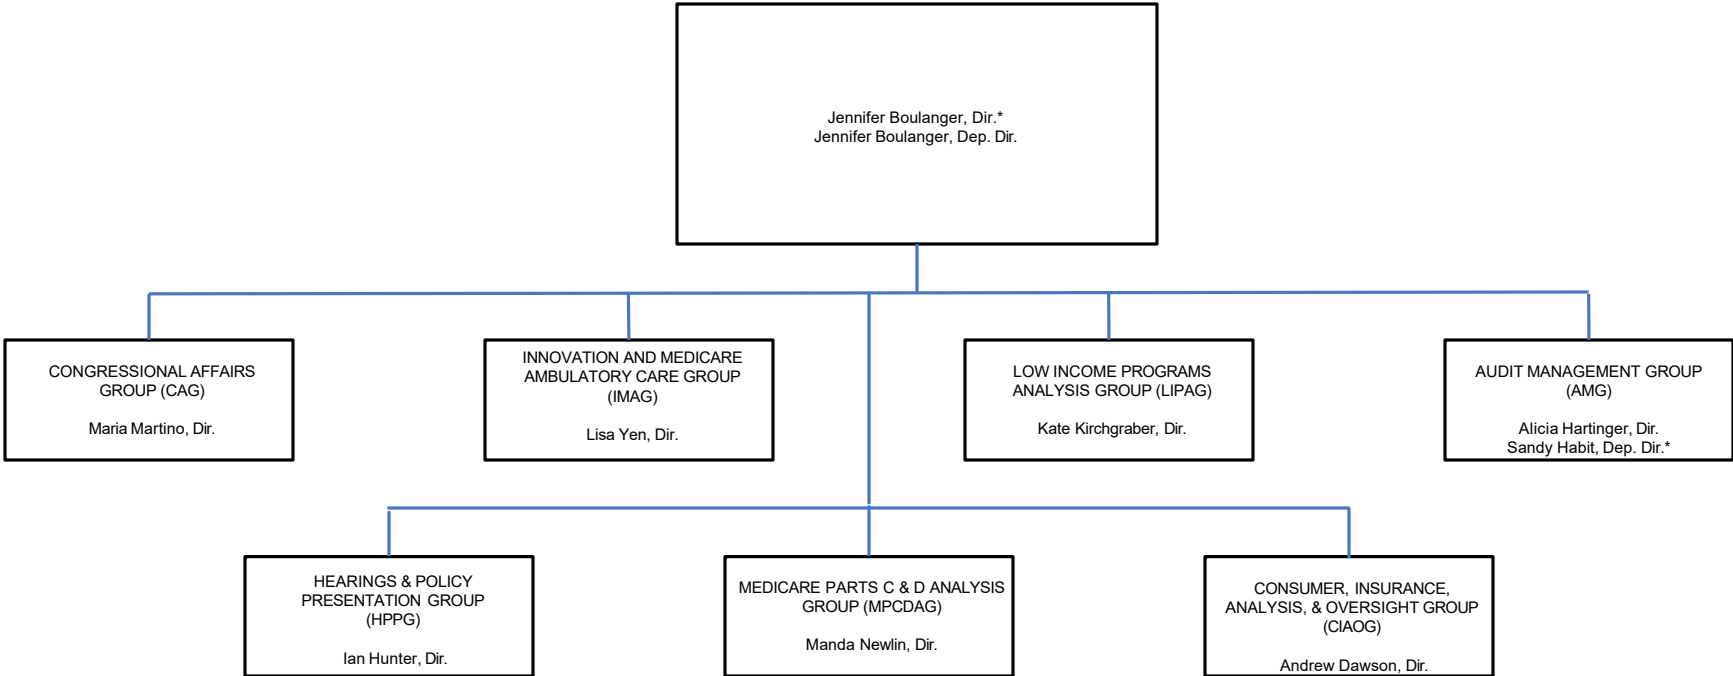 Jennifer Boulanger, Dir.*
Jennifer Boulanger, Dep. Dir.
CONGRESSIONAL AFFAIRS
GROUP (CAG)
Maria Martino, Dir.
INNOVATION AND MEDICARE
AMBULATORY CARE GROUP
(IMAG)
Lisa Yen, Dir.
LOW INCOME PROGRAMS
ANALYSIS GROUP (LIPAG)
Kate Kirchgraber, Dir.
AUDIT MANAGEMENT GROUP
(AMG)
Alicia Hartinger, Dir.
Sandy Habit, Dep. Dir.*
HEARINGS & POLICY
PRESENTATION GROUP
(HPPG)
Ian Hunter, Dir.
MEDICARE PARTS C & D ANALYSIS
GROUP (MPCDAG)
Manda Newlin, Dir.
CONSUMER, INSURANCE,
ANALYSIS, & OVERSIGHT GROUP
(CIAOG)
Andrew Dawson, Dir.